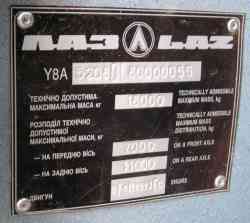 ЛАЗ LAZ
Y8A
ТЕХНІЧНО ДОПУСТИМА МАКСИМАЛЬНА МАСА кг
16000
TECHNICALLY ADMISSIBLE MAXIMUM MASS, kg
РОЗПОДІЛ ТЕХНІЧНО ДОПУСТИМОЇ МАКСИМАЛЬНОЇ МАСИ, кг
TECHNICALLY ADMISSIBLE MAXIMUM MASS DISTRIBUTION, kg
— НА ПЕРЕДНЮ ВІСЬ
ON A FRONT AXLE
— НА ЗАДНЮ ВІСЬ
ON A REAR AXLE
ДВИГУН
ENGINE